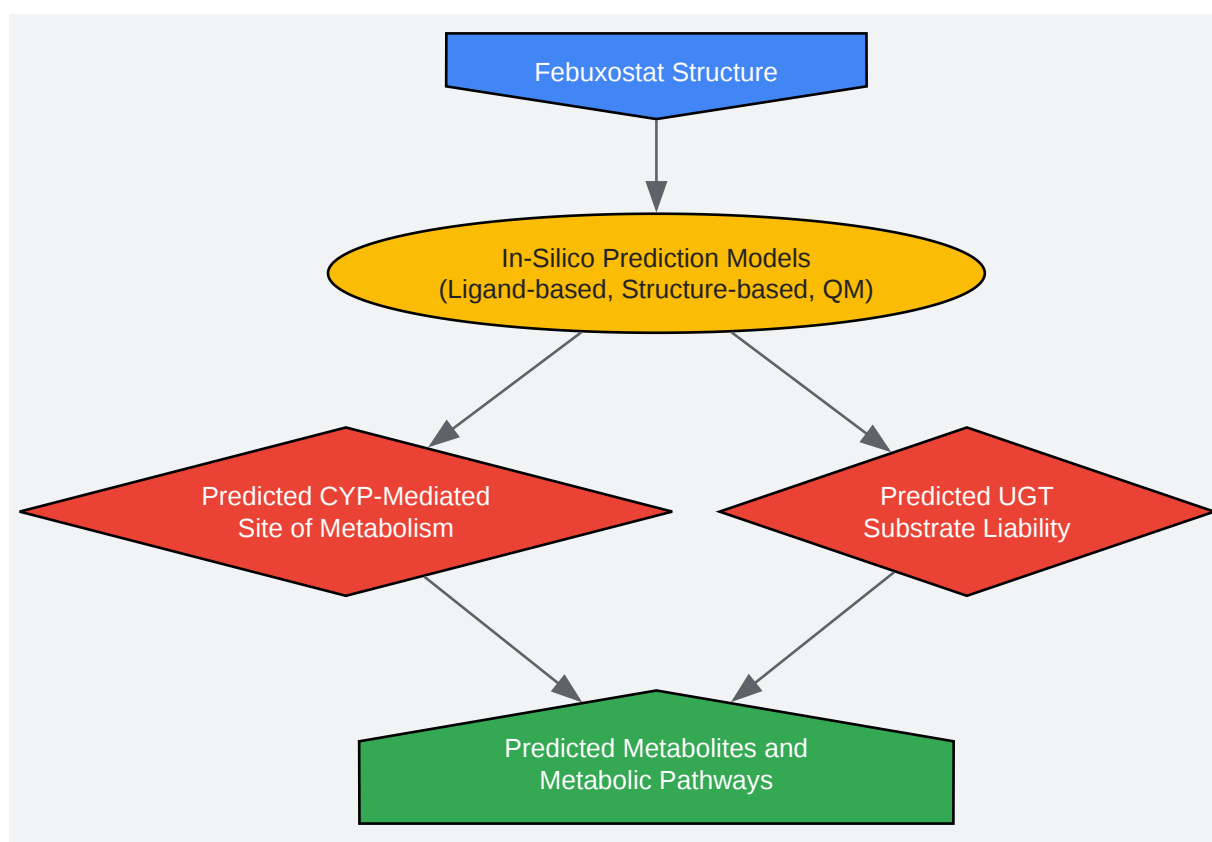 Febuxostat Structure
In-Silico Prediction Models
(Ligand-based, Structure-based, QM)
Predicted CYP-Mediated
Site of Metabolism
Predicted UGT
Substrate Liability
Predicted Metabolites and
Metabolic Pathways